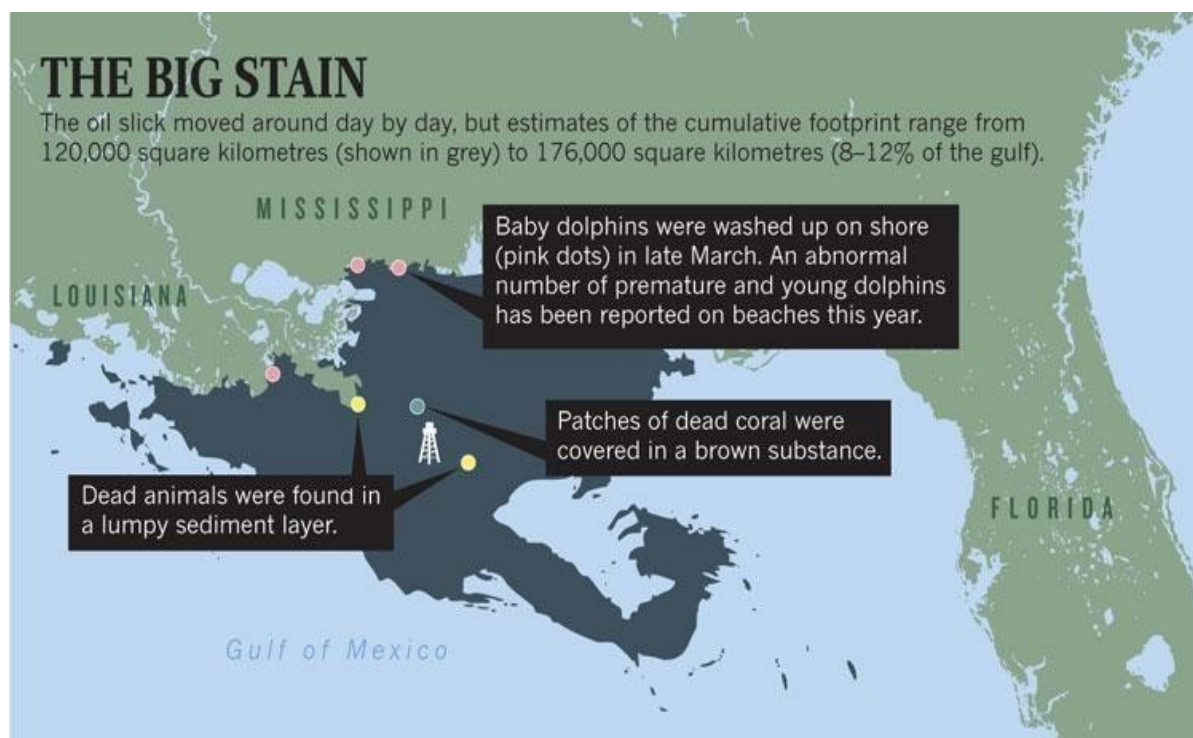 THE BIG STAIN
The oil slick moved around day by day, but estimates of the cumulative footprint range from
120,000 square kilometres (shown in grey) to 176,000 square kilometres (8–12% of the gulf).
MISSISSIPPI
Baby dolphins were washed up on shore
(pink dots) in late March. An abnormal
number of premature and young dolphins
has been reported on beaches this year.
LOUISIANA
Patches of dead coral were
covered in a brown substance.
Dead animals were found in
a lumpy sediment layer.
FLORIDA
Gulf of Mexico